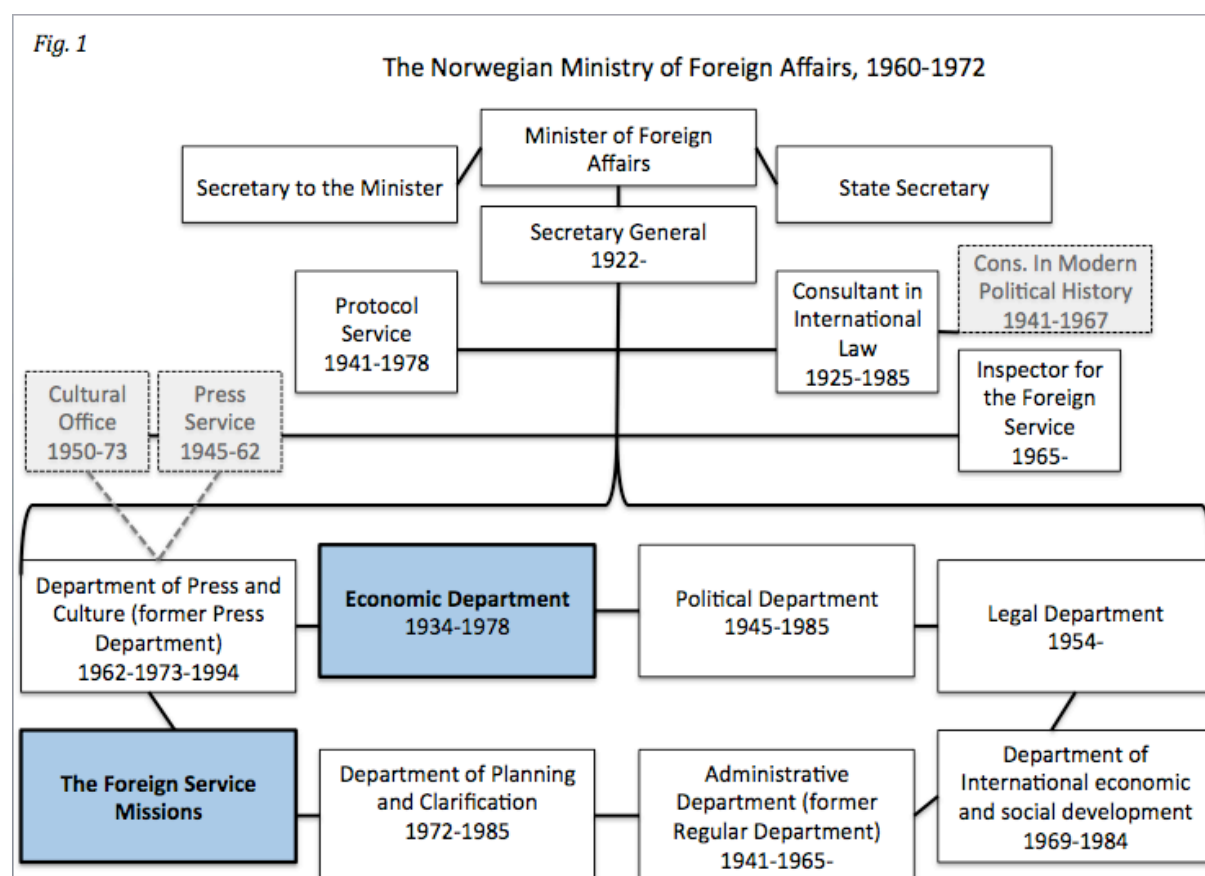 Fig. 1
The Norwegian Ministry of Foreign Affairs, 1960-1972
Minister of Foreign
Affairs
Secretary to the Minister
State Secretary
Secretary General
1922-
Protocol
Service
1941-1978
Consultant in
International
Law
1925-1985
Cons. In Modern
Political History
1941-1967
Cultural
Office
1950-73
Press
Service
1945-62
Inspector for
the Foreign
Service
1965-
Department of Press and
Culture (former Press
Department)
1962-1973-1994
Economic Department
1934-1978
Political Department
1945-1985
Legal Department
1954-
The Foreign Service
Missions
Department of Planning
and Clarification
1972-1985
Administrative
Department (former
Regular Department)
1941-1965-
Department of
International economic
and social development
1969-1984